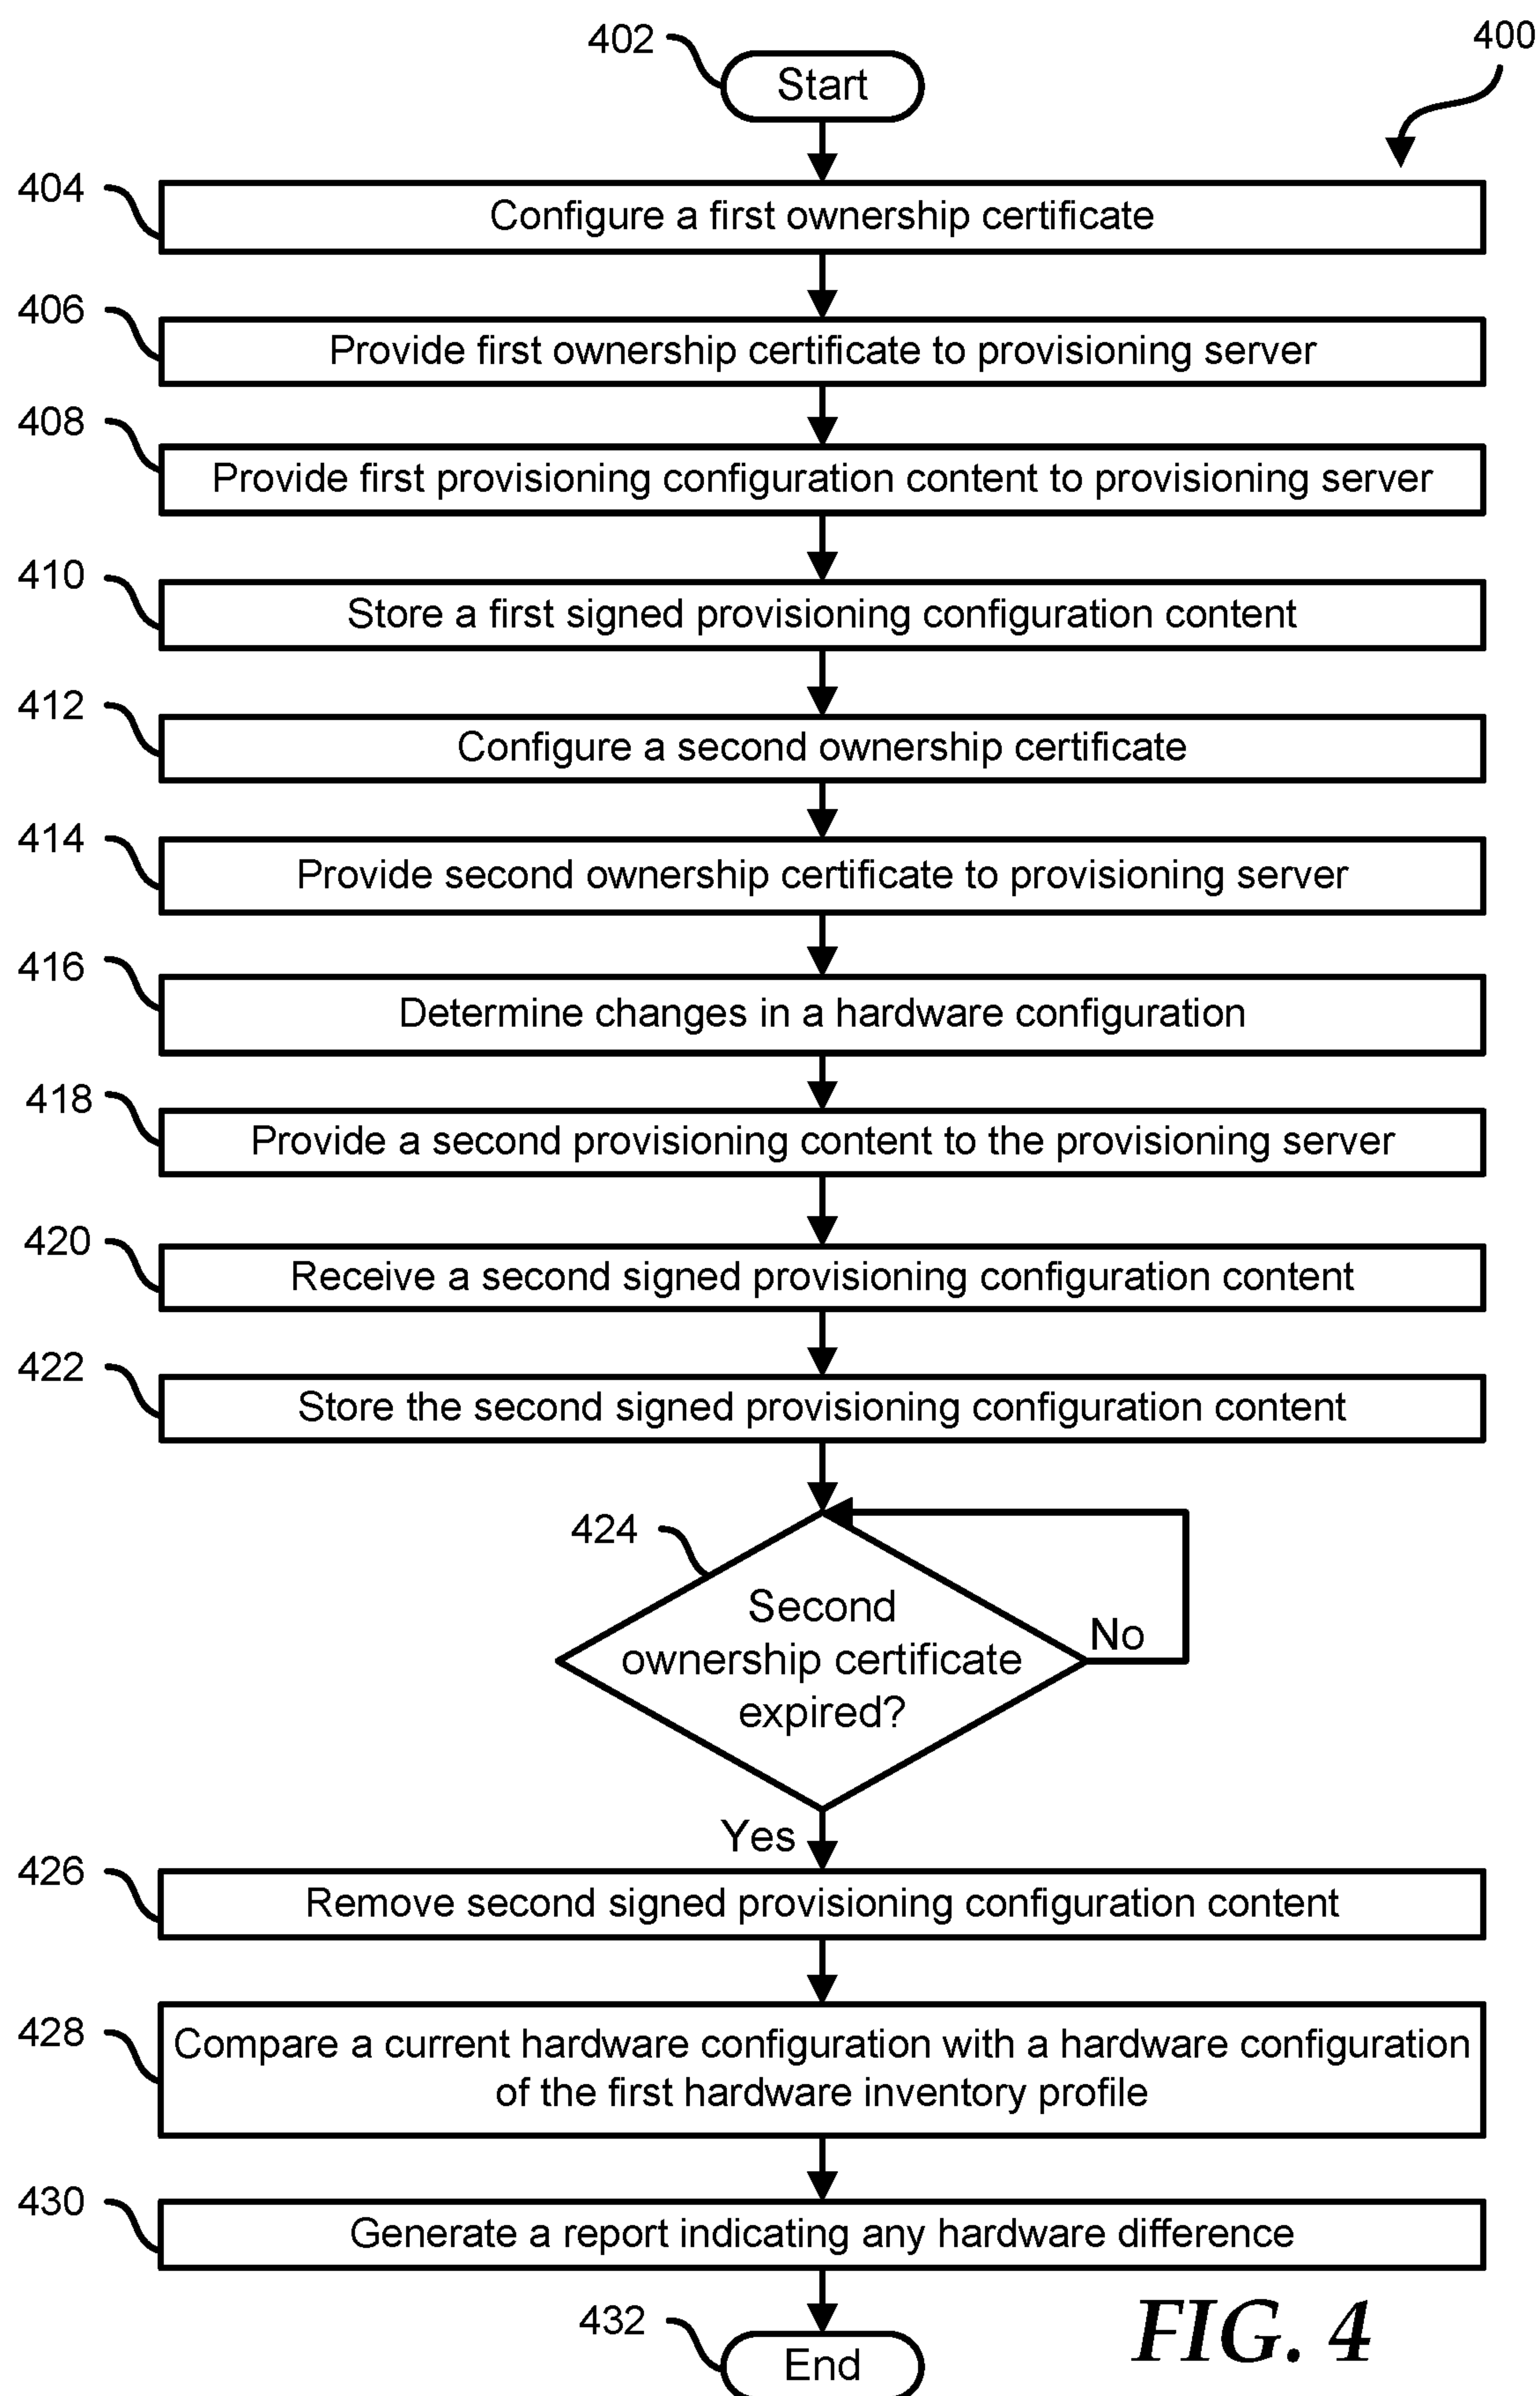 402
Start
400
404
Configure a first ownership certificate
406
Provide first ownership certificate to provisioning server
408
Provide first provisioning configuration content to provisioning server
410
Store a first signed provisioning configuration content
412
Configure a second ownership certificate
414
Provide second ownership certificate to provisioning server
416
Determine changes in a hardware configuration
418
Provide a second provisioning content to the provisioning server
420
Receive a second signed provisioning configuration content
422
Store the second signed provisioning configuration content
424
Second
ownership certificate
expired?
No
Yes
426
Remove second signed provisioning configuration content
428
Compare a current hardware configuration with a hardware configuration
of the first hardware inventory profile
430
Generate a report indicating any hardware difference
432
End
FIG. 4